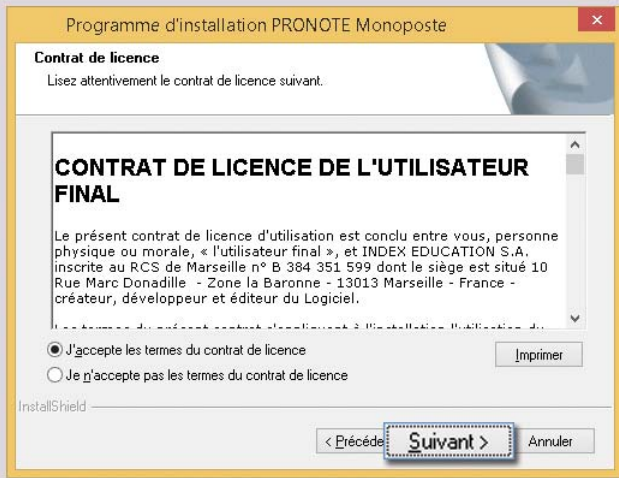 Programme d'installation PRONOTE Monoposte
Contrat de licence
Lisez attentivement le contrat de licence suivant.
CONTRAT DE LICENCE DE L'UTILISATEUR
FINAL
Le présent contrat de licence d'utilisation est conclu entre vous, personne
physique ou morale, « l'utilisateur final », et INDEX EDUCATION S.A.
inscrite au RCS de Marseille n° B 384 351 599 dont le siège est situé 10
Rue Marc Donadille - Zone la Baronne - 13013 Marseille - France -
créateur, développeur et éditeur du Logiciel.
J'accepte les termes du contrat de licence
Imprimer
Je n'accepte pas les termes du contrat de licence
InstallShield
< Précéde
Suivant >
Annuler